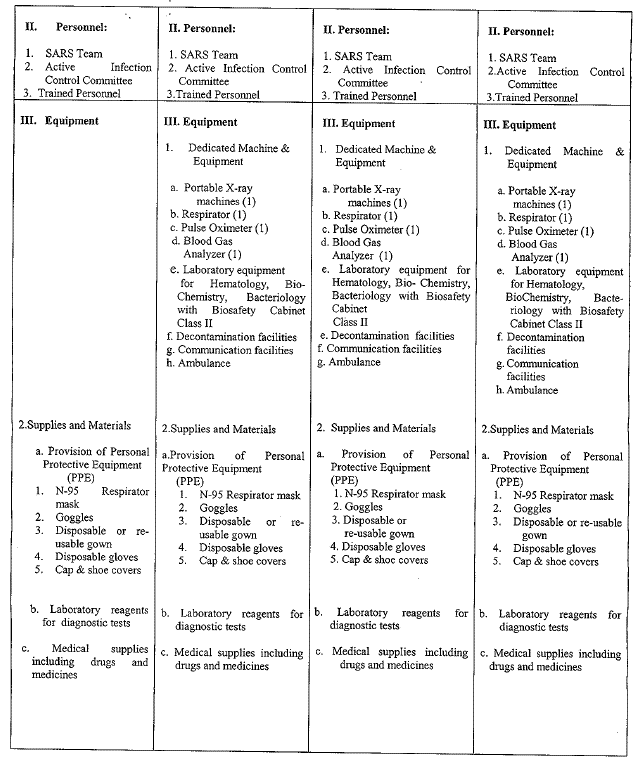 II. Personnel:
1. SARS Team
2. Active Infection
Control Committee
3. Trained Personnel
II. Personnel:
1. SARS Team
2. Active Infection Control
Committee
3.Trained Personnel
II. Personnel:
1. SARS Team
2. Active Infection Control
Committee
3.Trained Personnel
II. Personnel:
1. SARS Team
2.Active Infection Control
Committee
3.Trained Personnel
III. Equipment
2.Supplies and Materials
a. Provision of Personal
Protective Equipment
(PPE)
1. N-95 Respirator
mask
2. Goggles
3. Disposable or re-
usable gown
4. Disposable gloves
5. Cap & shoe covers
b. Laboratory reagents
for diagnostic tests
c. Medical supplies
including drugs and
medicines
III. Equipment
1. Dedicated Machine &
Equipment
a. Portable X-ray
machines (1)
b. Respirator (1)
c. Pulse Oximeter (1)
d. Blood Gas
Analyzer (1)
e. Laboratory equipment
for Hematology, Bio-
Chemistry, Bacteriology
with Biosafety Cabinet
Class II
f. Decontamination facilities
g. Communication facilities
h. Ambulance
2.Supplies and Materials
a.Provision of Personal
Protective Equipment
(PPE)
1. N-95 Respirator mask
2. Goggles
3. Disposable or re-
usable gown
4. Disposable gloves
5. Cap & shoe covers
b. Laboratory reagents for
diagnostic tests
c. Medical supplies including
drugs and medicines
III. Equipment
1. Dedicated Machine &
Equipment
a. Portable X-ray
machines (1)
b. Respirator (1)
c. Pulse Oximeter (1)
d. Blood Gas
Analyzer (1)
e. Laboratory equipment for
Hematology, Bio- Chemistry,
Bacteriology with Biosafety
Cabinet
Class II
e. Decontamination facilities
f. Communication facilities
g. Ambulance
2. Supplies and Materials
a. Provision of Personal
Protective Equipment
(PPE)
1. N-95 Respirator mask
2. Goggles
3. Disposable or
re-usable gown
4. Disposable gloves
5. Cap & shoe covers
b. Laboratory reagents for
diagnostic tests
c. Medical supplies including
drugs and medicines
III. Equipment
1. Dedicated Machine &
Equipment
a. Portable X-ray
machines (1)
b. Respirator (1)
c. Pulse Oximeter (1)
d. Blood Gas
Analyzer (1)
e. Laboratory equipment
for Hematology,
BioChemistry, Bacte-
riology with Biosafety
Cabinet Class II
f. Decontamination
facilities
g. Communication
facilities
h. Ambulance
2.Supplies and Materials
a. Provision of Personal
Protective Equipment
(PPE)
1. N-95 Respirator mask
2. Goggles
3. Disposable or re-usable
gown
4. Disposable gloves
5. Cap & shoe covers
b. Laboratory reagents for
diagnostic tests
c. Medical supplies including
drugs and medicines